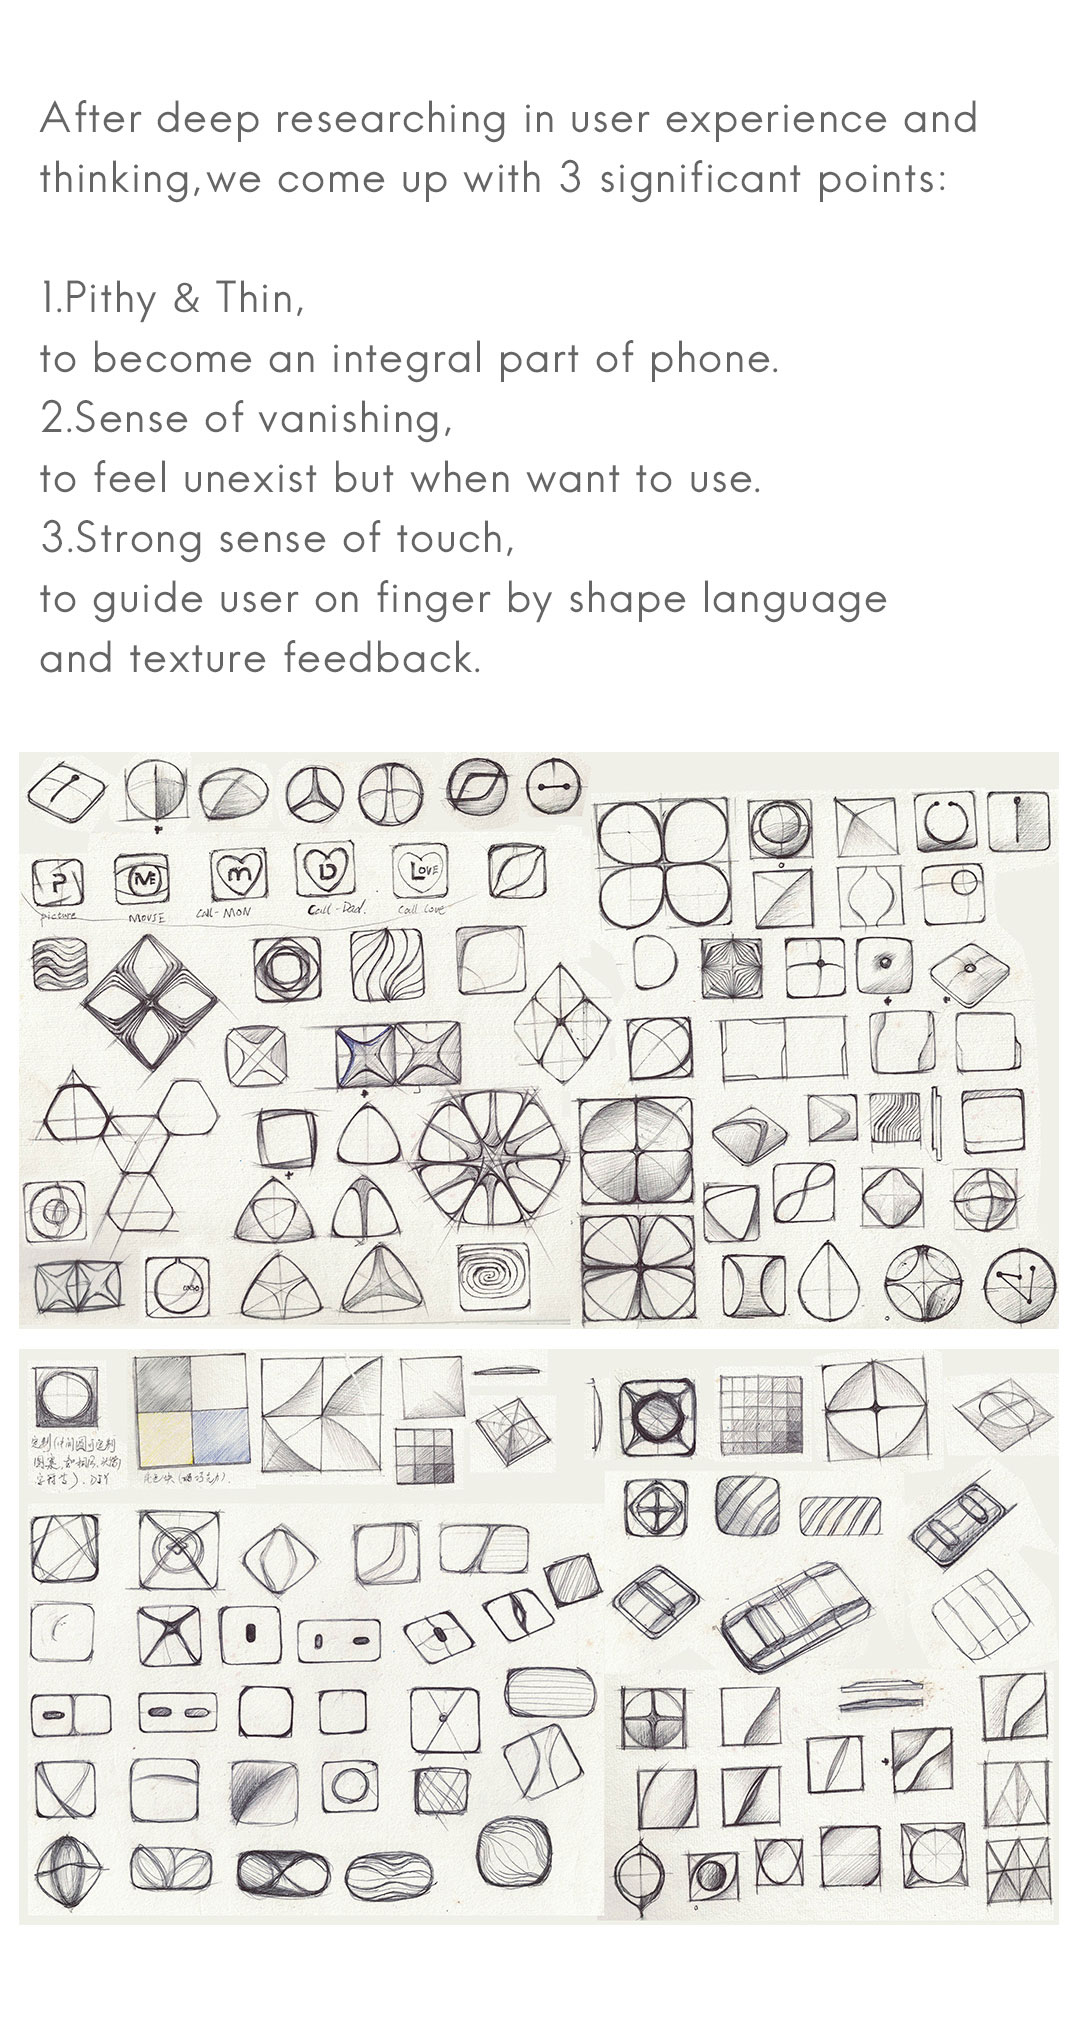 After deep researching in user experience and
thinking,we come up with 3 significant points:
1.Pithy & Thin,
to become an integral part of phone.
2.Sense of vanishing,
to feel unexist but when want to use.
3.Strong sense of touch,
to guide user on finger by shape language
and texture feedback.
P
ME
m
D
LOVE
picture
MOUSE
CALL-MON
Call-Dad.
Call Love
DIY